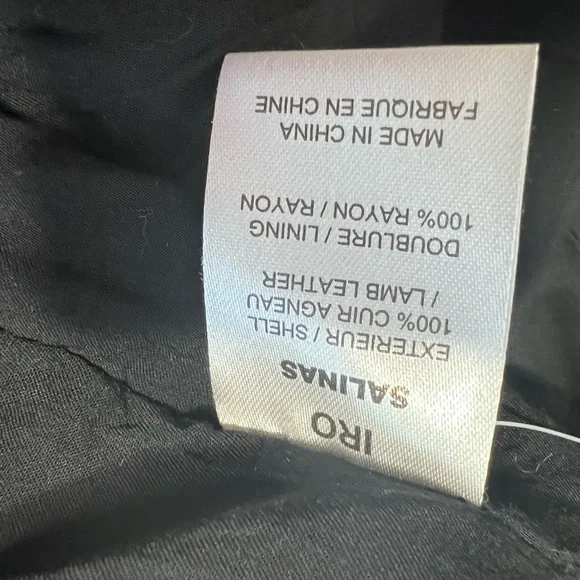 IRO
SALINAS
EXTERIEUR / SHELL
100% CUIR AGNEAU
/ LAMB LEATHER
DOUBLURE / LINING
100% RAYON / RAYON
MADE IN CHINA
FABRIQUE EN CHINE